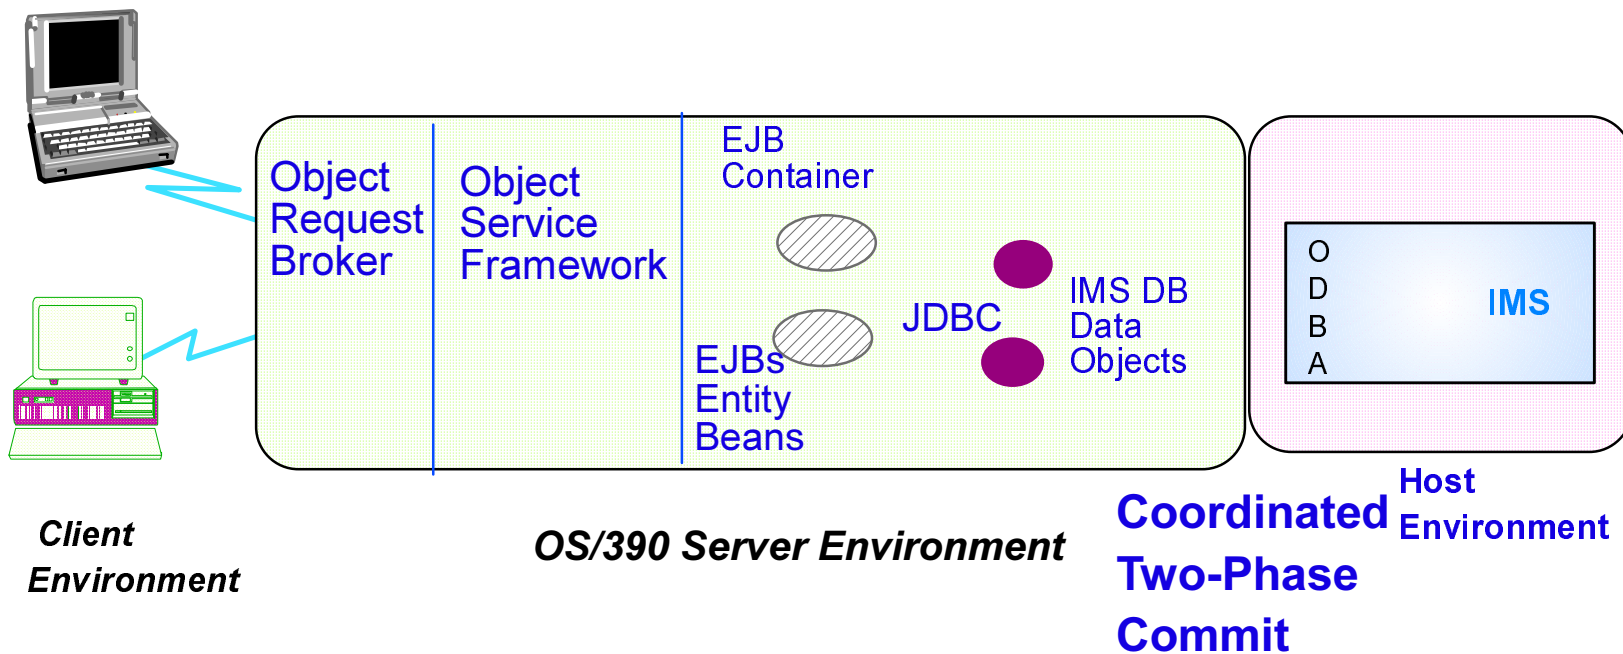 Object
Request
Broker
Object
Service
Framework
EJB
Container
EJBs
Entity
Beans
JDBC
IMS DB
Data
Objects
O
D
B
A
IMS
Client
Environment
OS/390 Server Environment
Coordinated
Two-Phase
Commit
Host
Environment